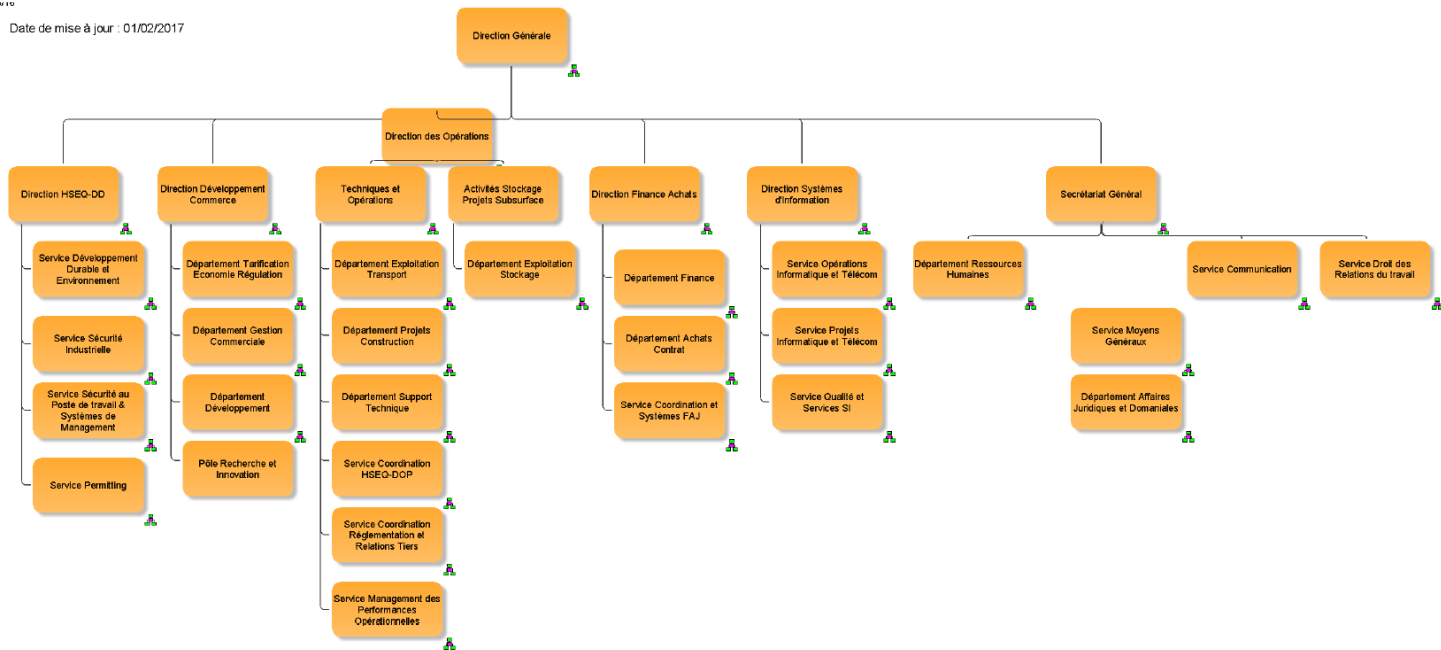 Date de mise à jour : 01/02/2017
Direction Générale
Direction des Opérations
Direction HSEQ-DD
Direction Développement
Commerce
Techniques et
Opérations
Activités Stockage
Projets Subsurface
Direction Finance Achats
Direction Systèmes
d'Information
Secrétariat Général
Service Développement
Durable et
Environnement
Service Sécurité
Industrielle
Service Sécurité au
Poste de travail &
Systèmes de
Management
Service Permitting
Département Tarification
Economie Régulation
Département Gestion
Commerciale
Département
Développement
Pôle Recherche et
Innovation
Département Exploitation
Transport
Département Projets
Construction
Département Support
Technique
Service Coordination
HSEQ-DOP
Service Coordination
Réglementation et
Relations Tiers
Service Management des
Performances
Opérationnelles
Département Exploitation
Stockage
Département Finance
Département Achats
Contrat
Service Coordination et
Systèmes FAJ
Service Opérations
Informatique et Télécom
Service Projets
Informatique et Télécom
Service Qualité et
Services SI
Département Ressources
Humaines
Service Communication
Service Droit des
Relations du travail
Service Moyens
Généraux
Département Affaires
Juridiques et Domaniales